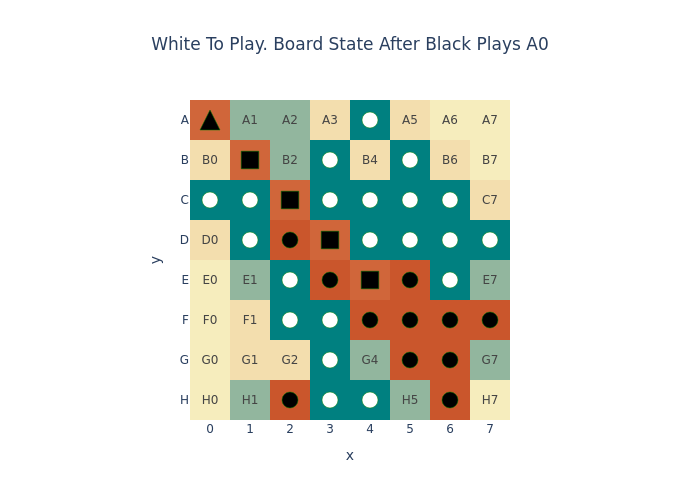 White To Play. Board State After Black Plays A0
A A1 A2 A3 A5 A6 A7
B B0 B2 B4 B6 B7
C C7
D D0
y
E E0 E1 E7
F F0 F1
G G0 G1 G2 G4 G7
H H0 H1 H5 H7
0 1 2 3 4 5 6 7
x